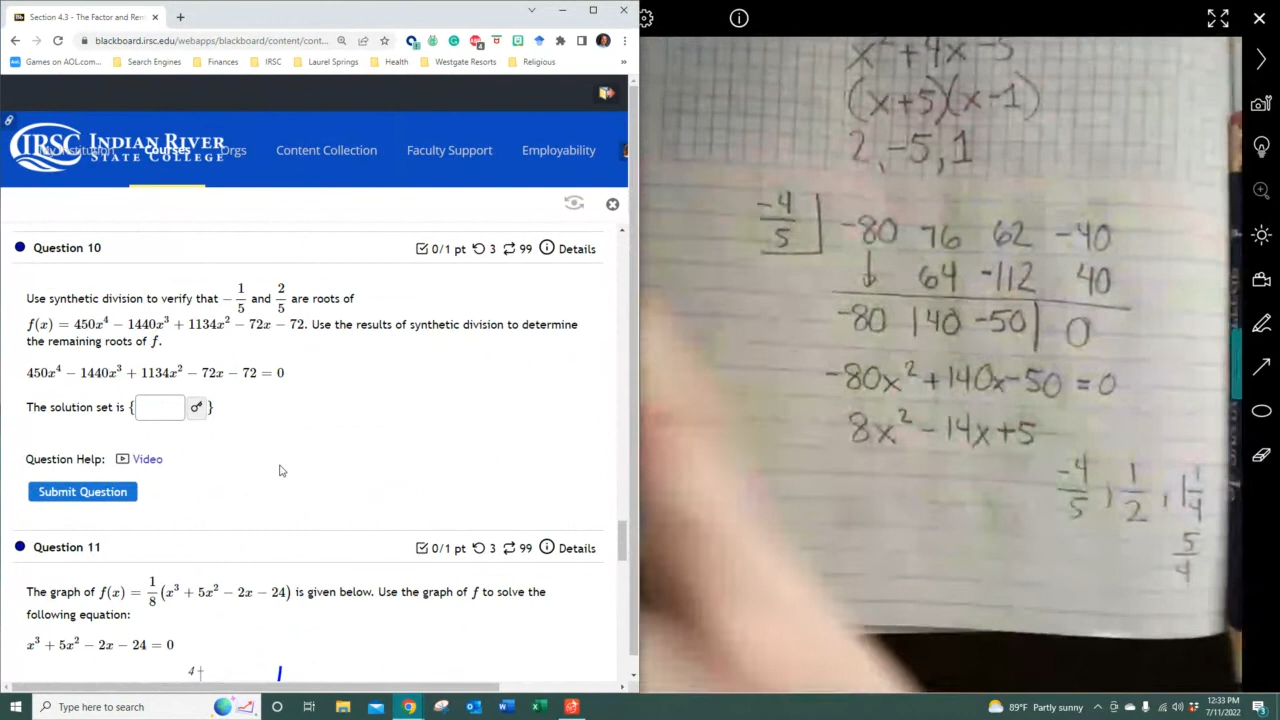 Section 4.3 - The Factor and Rem
blackboard.irsc.edu/webapps/blackboard/content/cont...
Games on AOL.com... Search Engines Finances IRSC Laurel Springs Health Westgate Resorts Religious »
IRSC INDIAN RIVER
STATE COLLEGE
My Institution Courses Orgs Content Collection Faculty Support Employability
Question 10 0/1 pt 3 99 Details
Use synthetic division to verify that -1/5 and 2/5 are roots of
f(x) = 450x⁴ − 1440x³ + 1134x² − 72x − 72. Use the results of synthetic division to determine
the remaining roots of f.
450x⁴ − 1440x³ + 1134x² − 72x − 72 = 0
The solution set is { }
Question Help: Video
Submit Question
Question 11 0/1 pt 3 99 Details
The graph of f(x) = 1/8 (x³ + 5x² − 2x − 24) is given below. Use the graph of f to solve the
following equation:
x³ + 5x² − 2x − 24 = 0
4
x² + 4x - 5
(x+5)(x-1)
2, -5, 1
-4/5 | -80 76 62 -40
64 -112 40
-80 140 -50 | 0
-80x² + 140x - 50 = 0
8x² - 14x + 5
-4/5, 1/2, 1 1/4
5/4
Type here to search
89°F Partly sunny
12:33 PM
7/11/2022